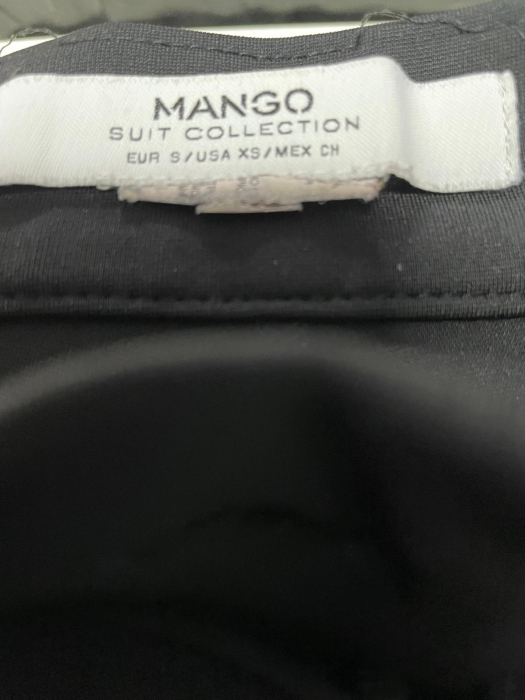 MANGO
SUIT COLLECTION
EUR S/USA XS/MEX CH